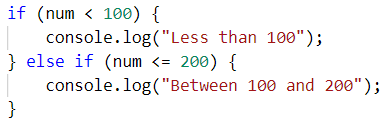 if (num < 100) {
    console.log("Less than 100");
} else if (num <= 200) {
    console.log("Between 100 and 200");
}